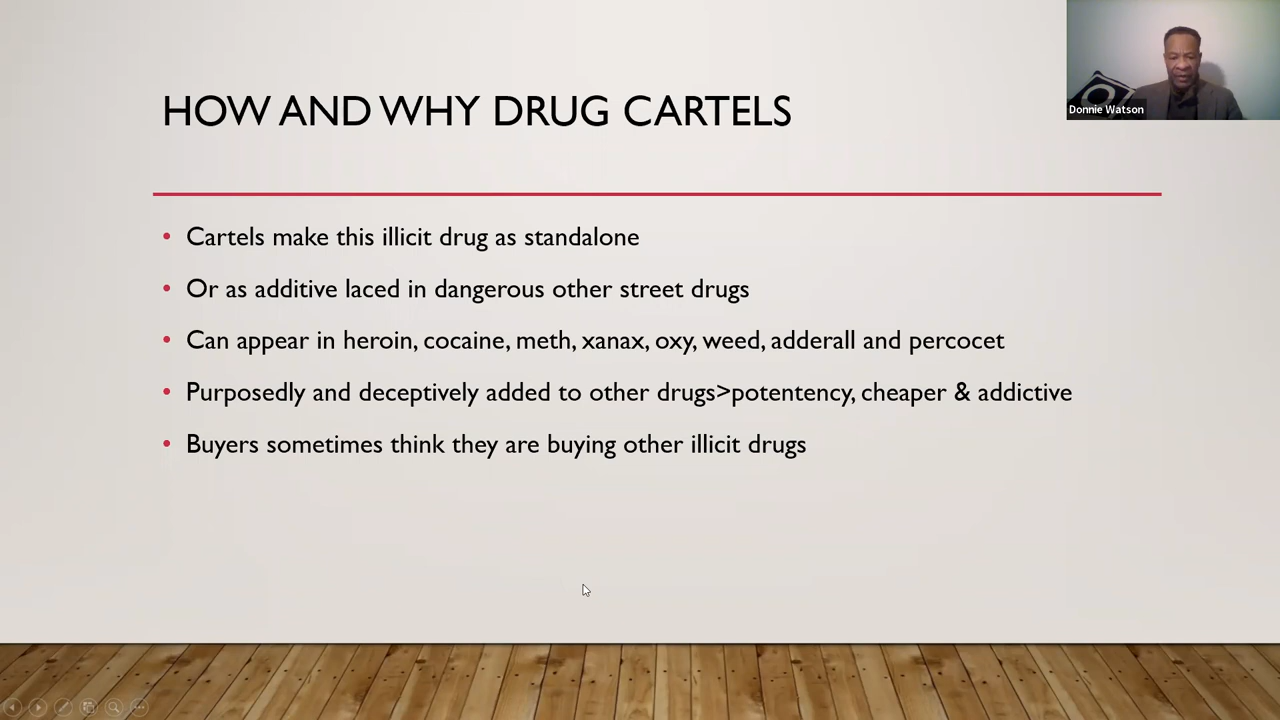 HOW AND WHY DRUG CARTELS
Donnie Watson
• Cartels make this illicit drug as standalone
• Or as additive laced in dangerous other street drugs
• Can appear in heroin, cocaine, meth, xanax, oxy, weed, adderall and percocet
• Purposedly and deceptively added to other drugs>potentency, cheaper & addictive
• Buyers sometimes think they are buying other illicit drugs